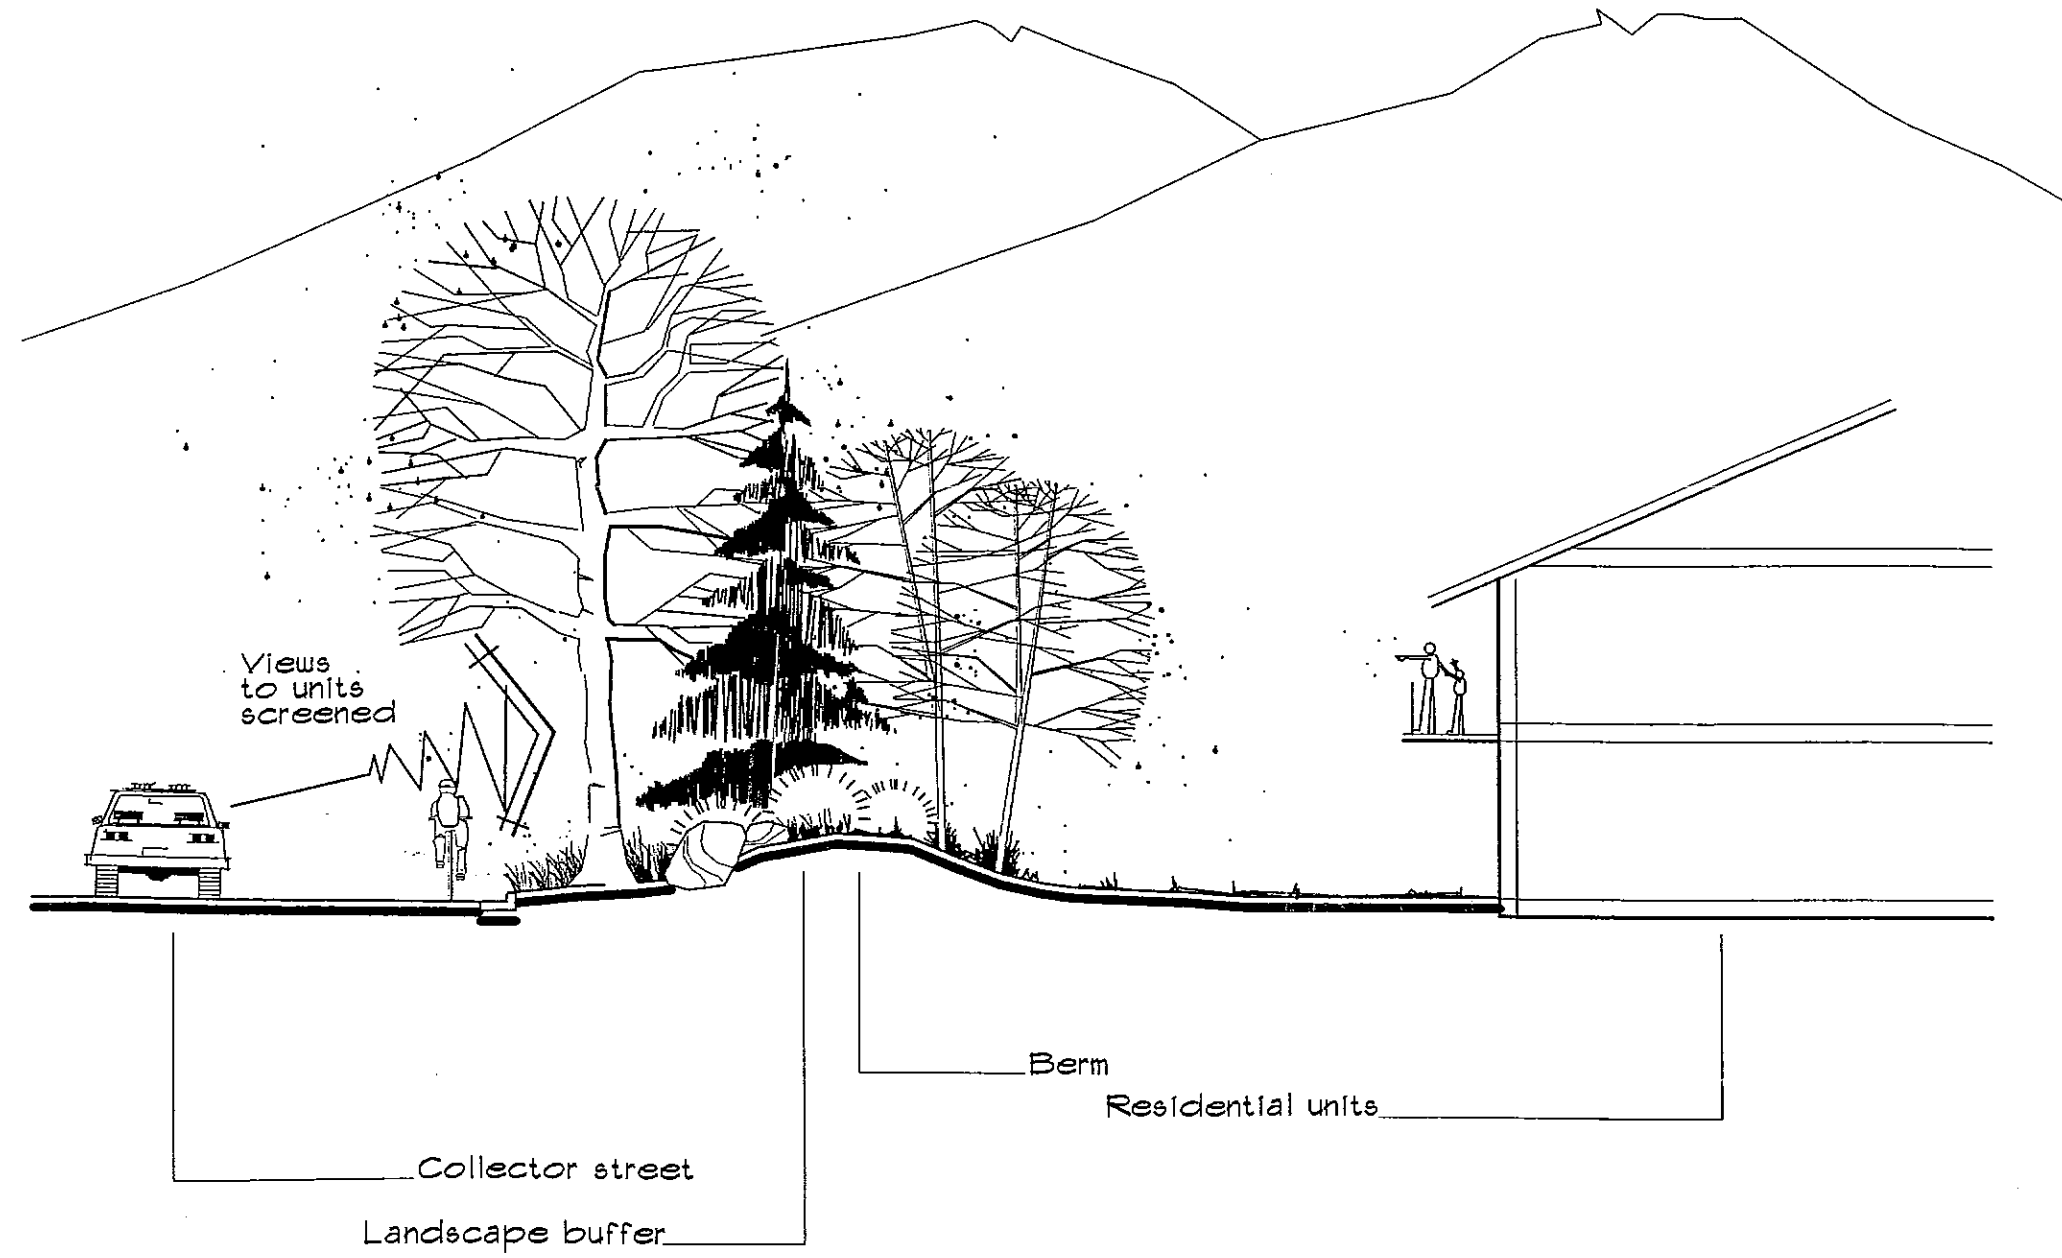 Views
to units
screened
Berm
Residential units
Collector street
Landscape buffer